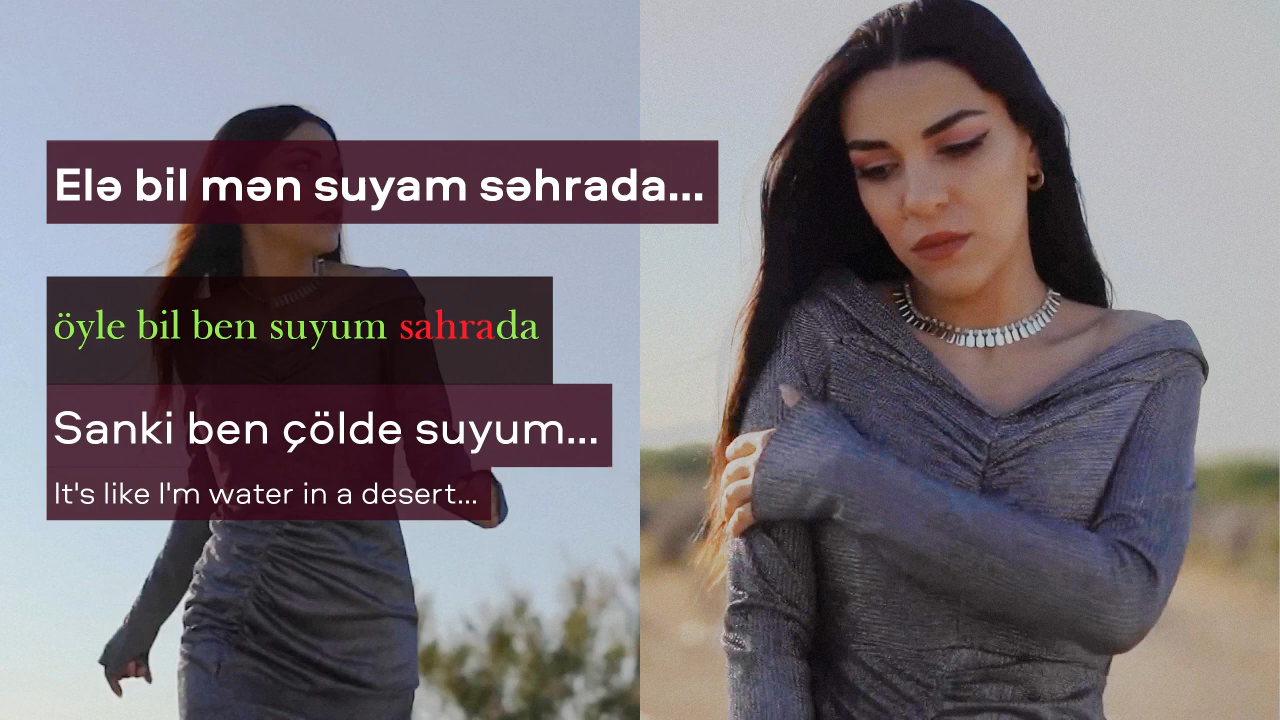 Elə bil mən suyam səhrada...
öyle bil ben suyum sahrada
Sanki ben çölde suyum...
It's like I'm water in a desert...